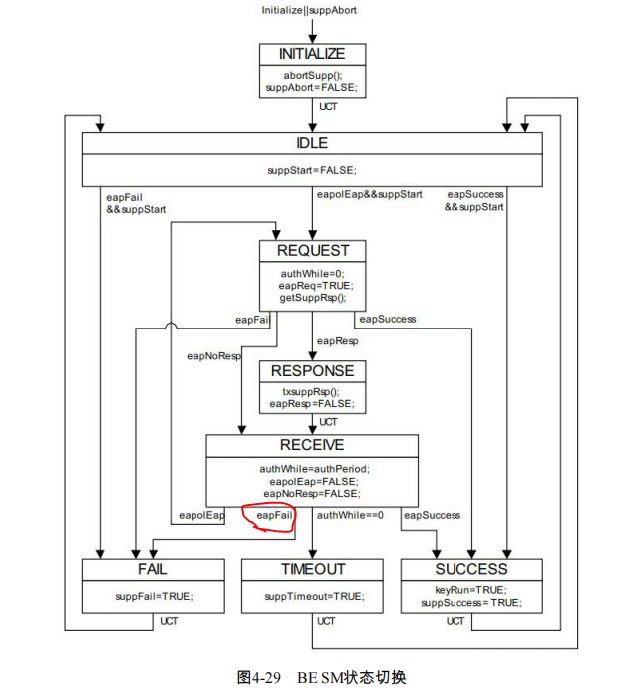 Initialize||suppAbort
INITIALIZE
abortSupp();
suppAbort=FALSE;
UCT
IDLE
suppStart=FALSE;
eapFail
&&suppStart
eapolEap&&suppStart
eapSuccess
&&suppStart
REQUEST
authWhile=0;
eapReq=TRUE;
getSuppRsp();
eapFail
eapSuccess
eapNoResp
eapResp
RESPONSE
txsuppRsp();
eapResp=FALSE;
UCT
RECEIVE
authWhile=authPeriod;
eapolEap=FALSE;
eapNoResp=FALSE;
eapolEap
eapFail
authWhile==0
eapSuccess
FAIL
suppFail=TRUE;
UCT
TIMEOUT
suppTimeout=TRUE;
UCT
SUCCESS
keyRun=TRUE;
suppSuccess= TRUE;
UCT
图4-29 BE SM状态切换